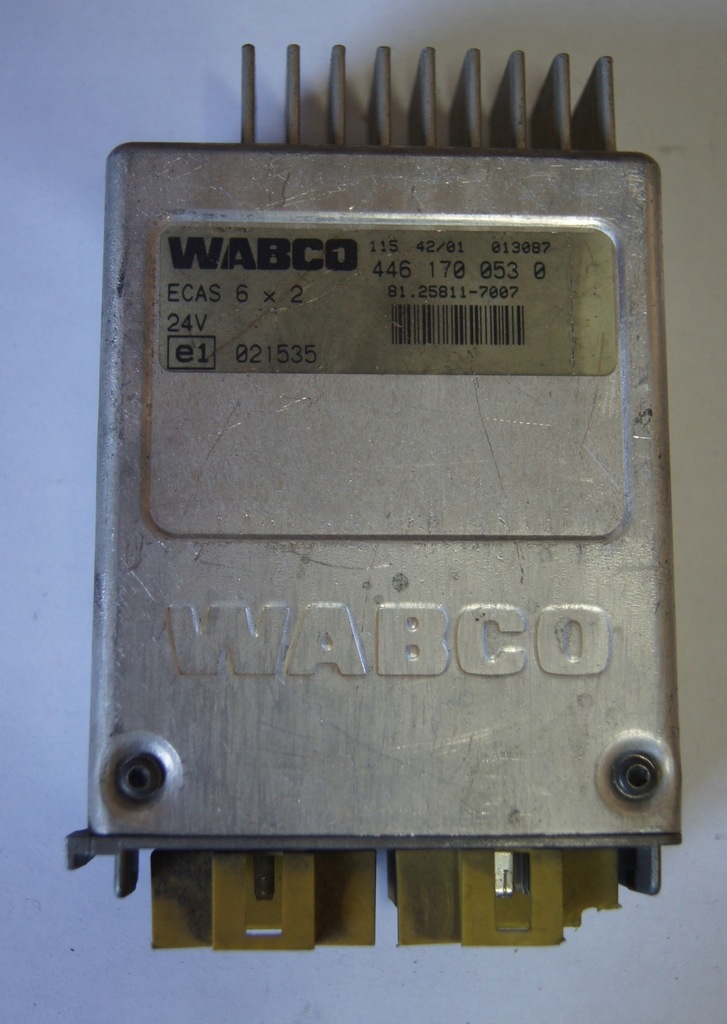 WABCO 115 42/01 013087
446 170 053 0
ECAS 6 x 2 81.25811-7007
24V
e1 021535
WABCO